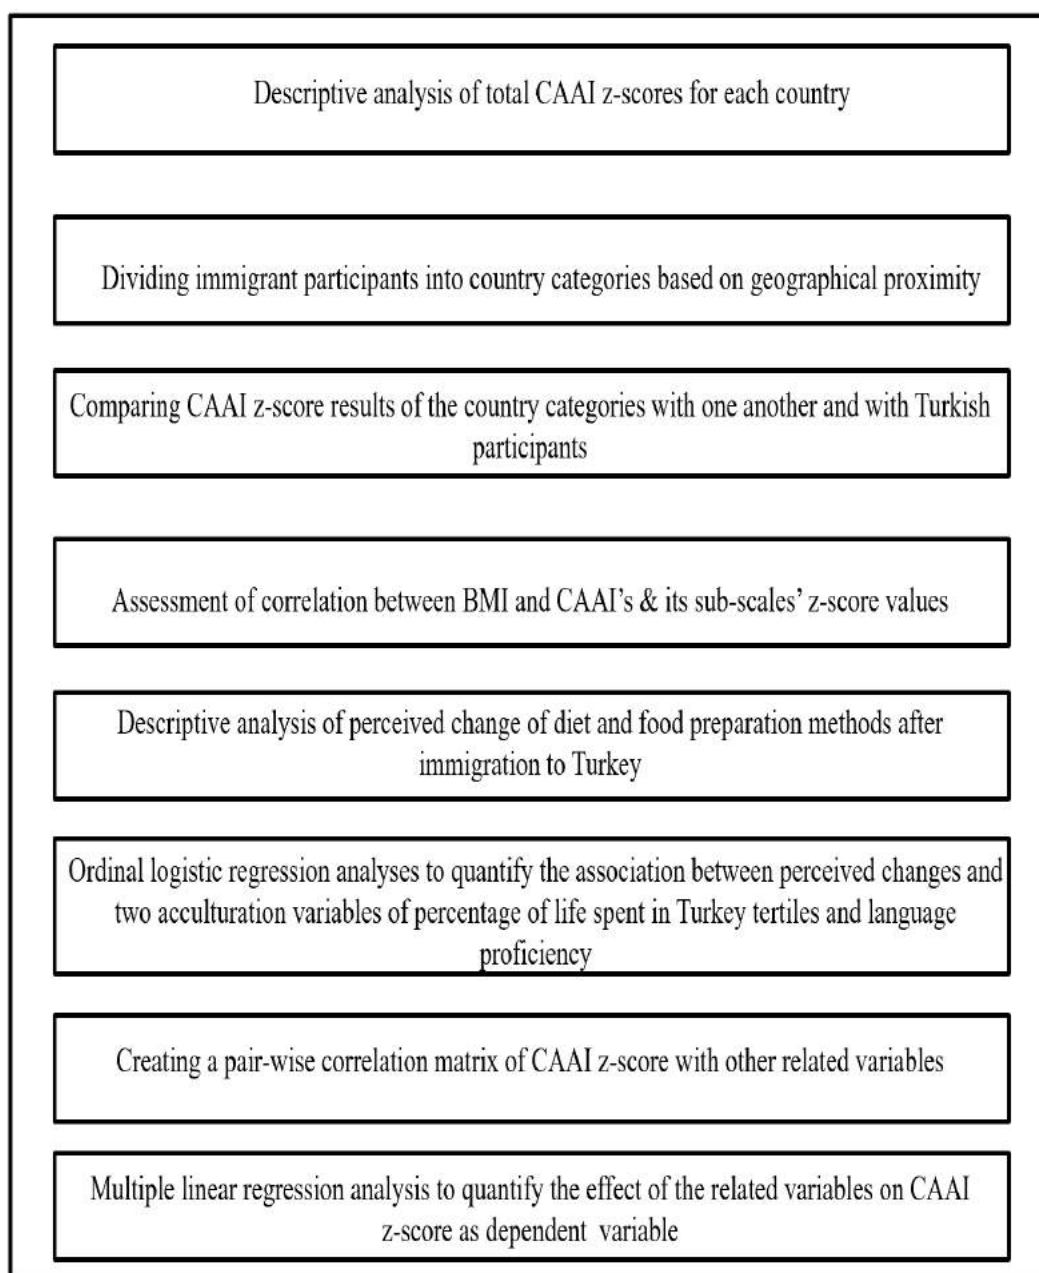 Descriptive analysis of total CAAI z-scores for each country
Dividing immigrant participants into country categories based on geographical proximity
Comparing CAAI z-score results of the country categories with one another and with Turkish
participants
Assessment of correlation between BMI and CAAI’s & its sub-scales’ z-score values
Descriptive analysis of perceived change of diet and food preparation methods after
immigration to Turkey
Ordinal logistic regression analyses to quantify the association between perceived changes and
two acculturation variables of percentage of life spent in Turkey tertiles and language
proficiency
Creating a pair-wise correlation matrix of CAAI z-score with other related variables
Multiple linear regression analysis to quantify the effect of the related variables on CAAI
z-score as dependent variable